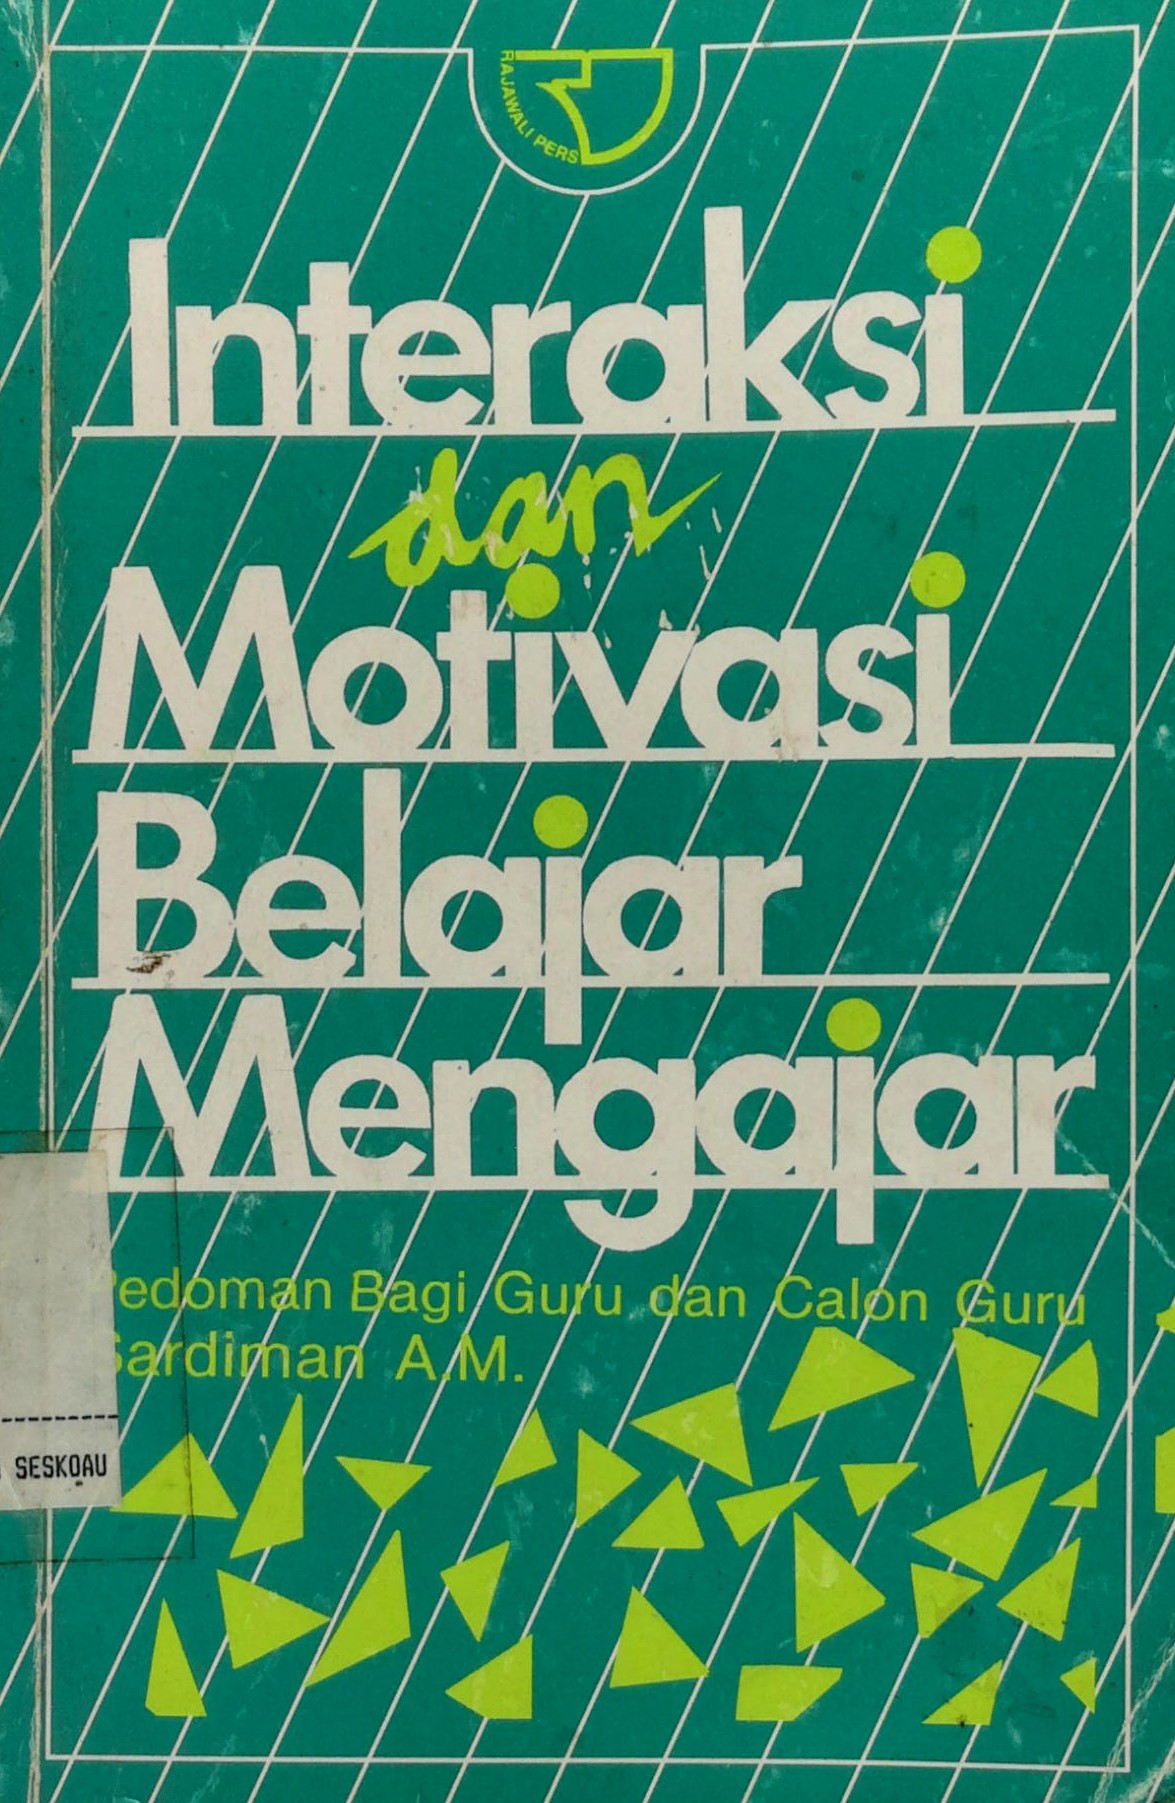 RAJAWALI PERS
Interaksi
dan
Motivasi
Belajar
Mengajar
Pedoman Bagi Guru dan Calon Guru
Sardiman A.M.
SESKOAU